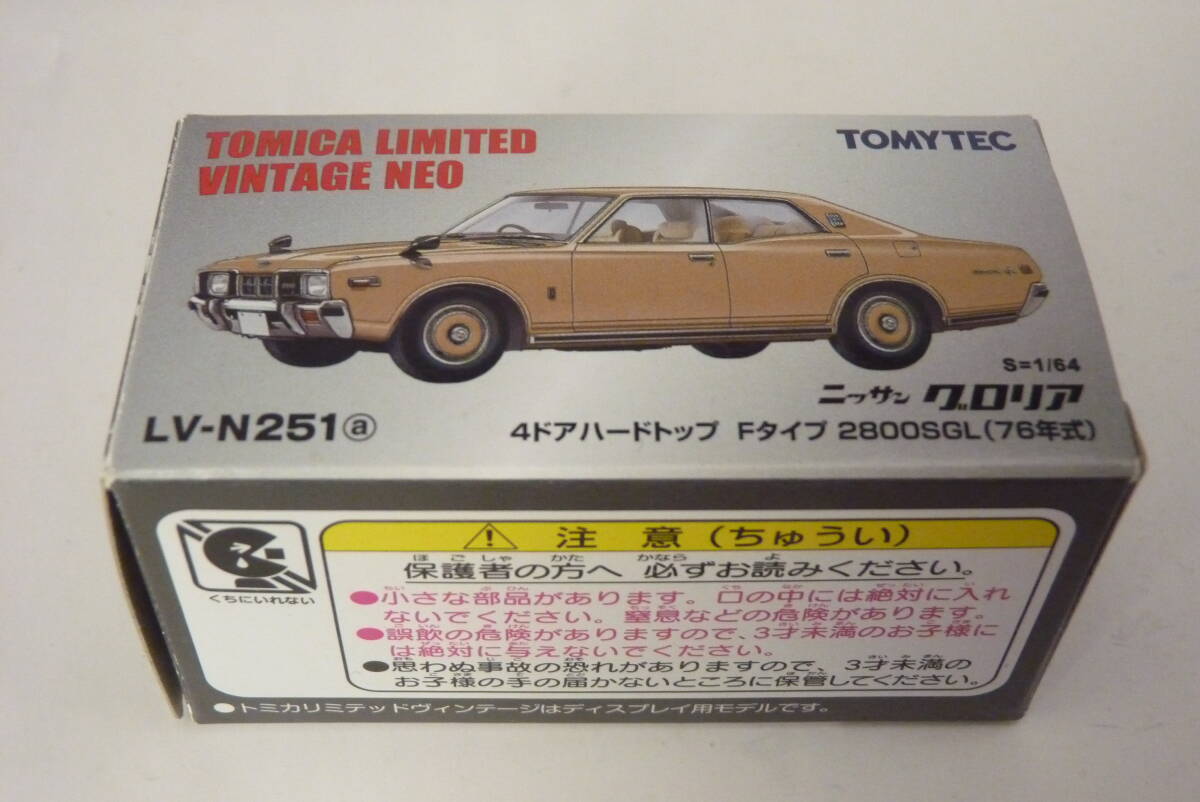 TOMICA LIMITED
VINTAGE NEO
TOMYTEC
S=1/64
ニッサン グロリア
LV-N251ⓐ
4ドアハードトップ Fタイプ 2800SGL(76年式)
くちにいれない
注 意(ちゅうい)
ほごしゃ かた かなら よ
保護者の方へ 必ずお読みください。
●小さな部品があります。口の中には絶対に入れ
ないでください。窒息などの危険があります。
●誤飲の危険がありますので、3才未満のお子様に
は絶対に与えないでください。
●思わぬ事故の恐れがありますので、3才未満の
お子様の手の届かないところに保管してください。
●トミカリミテッドヴィンテージはディスプレイ用モデルです。